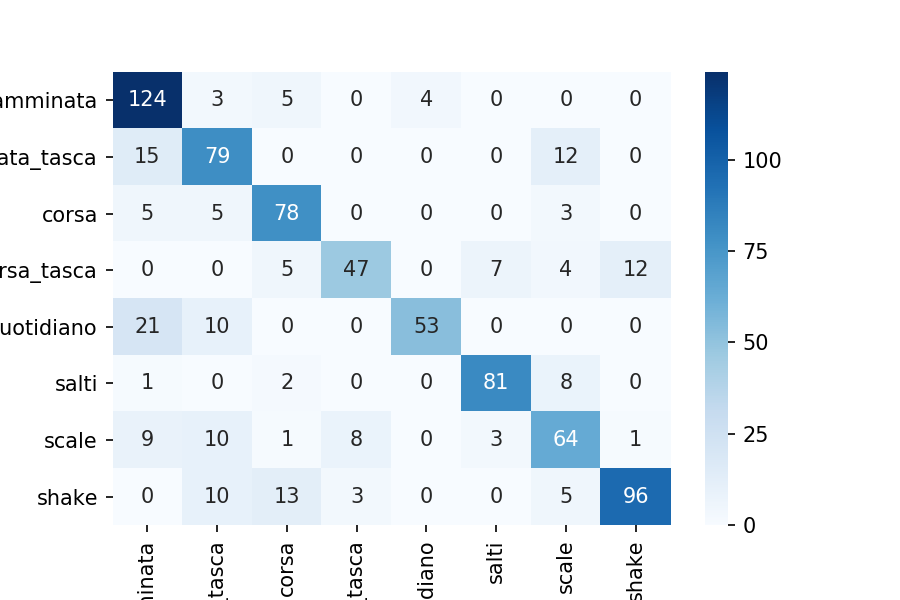 amminata 124 3 5 0 4 0 0 0
ata_tasca 15 79 0 0 0 0 12 0
corsa 5 5 78 0 0 0 3 0
rsa_tasca 0 0 5 47 0 7 4 12
uotidiano 21 10 0 0 53 0 0 0
salti 1 0 2 0 0 81 8 0
scale 9 10 1 8 0 3 64 1
shake 0 10 13 3 0 0 5 96
minata
_tasca
corsa
_tasca
diano
salti
scale
shake
100
75
50
25
0